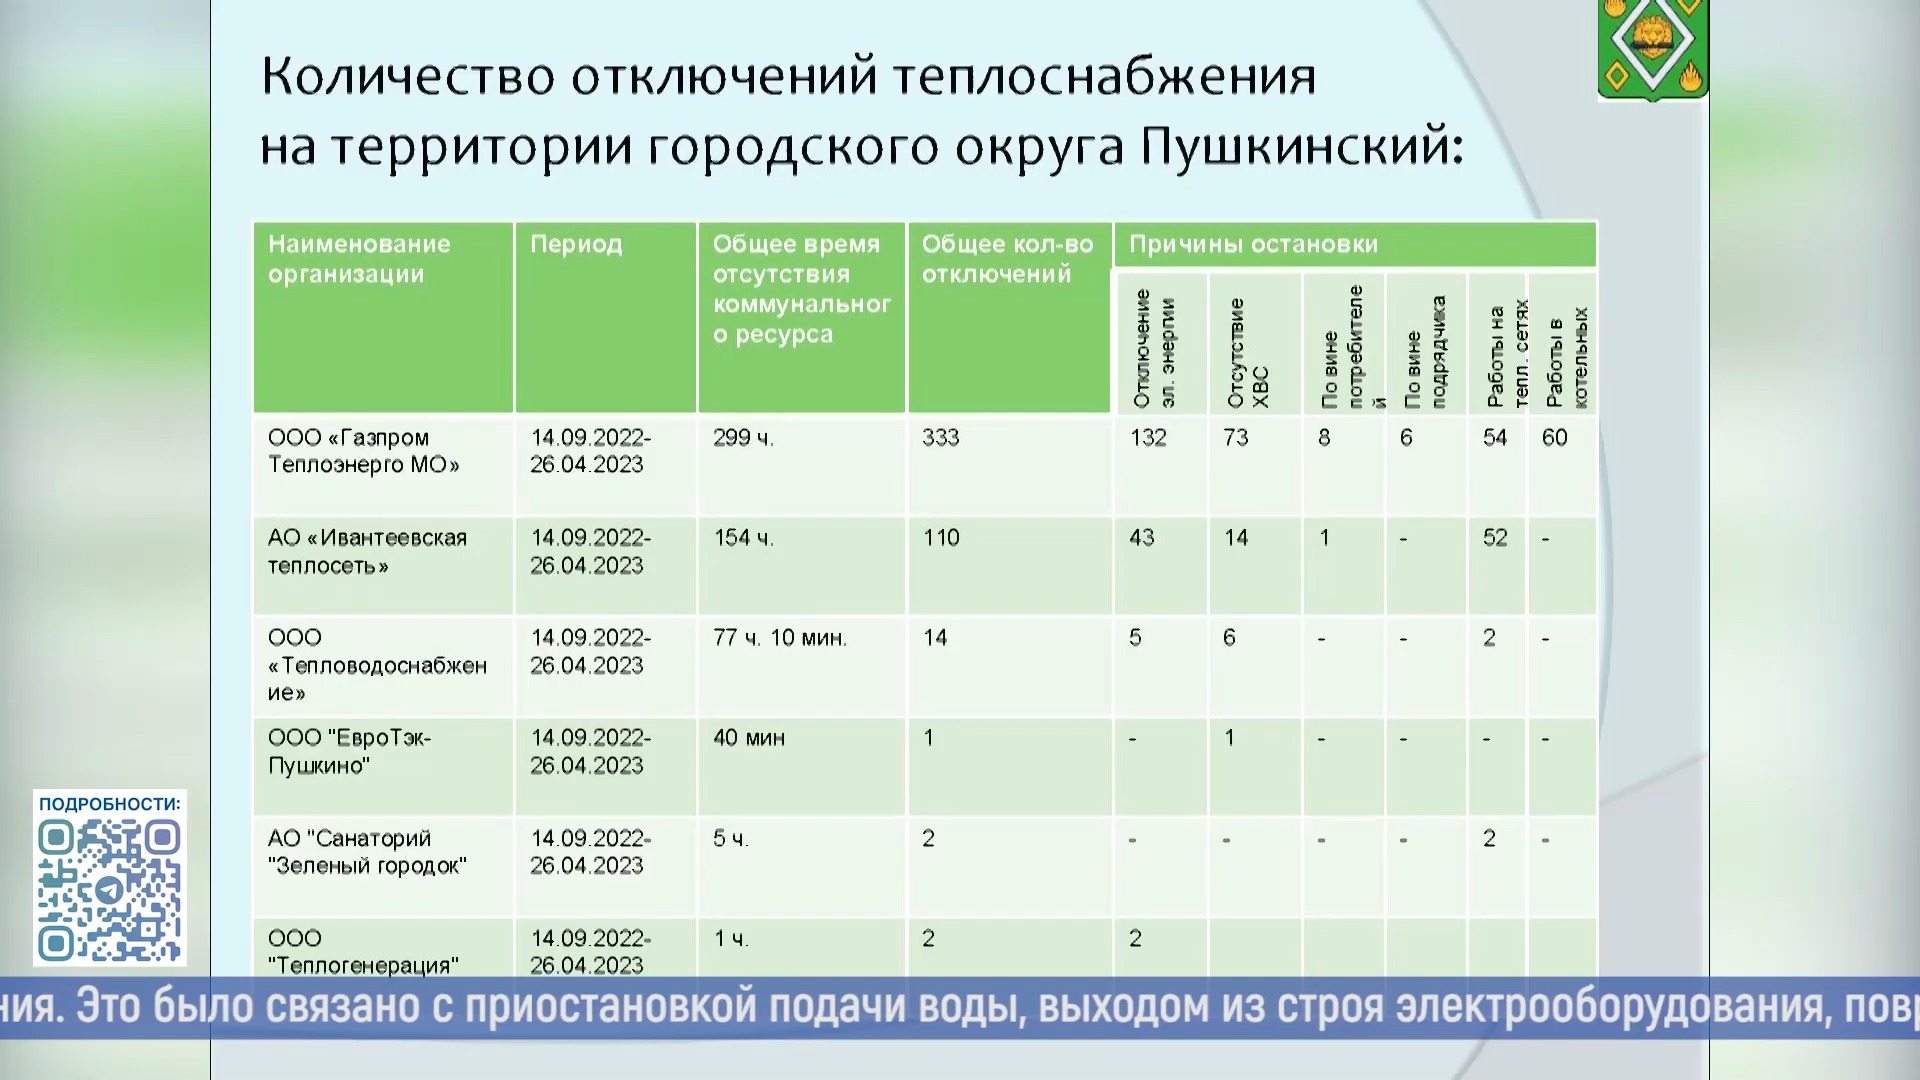 Количество отключений теплоснабжения
на территории городского округа Пушкинский:
Наименование
организации
Период
Общее время
отсутствия
коммунальног
о ресурса
Общее кол-во
отключений
Причины остановки
Отключение
эл. энергии
Отсутствие
ХВС
По вине
потребителе
й
По вине
подрядчика
Работы на
тепл. сетях
Работы в
котельных
ООО «Газпром
Теплоэнерго МО»
14.09.2022-
26.04.2023
299 ч.
333
132
73
8
6
54
60
АО «Ивантеевская
теплосеть»
14.09.2022-
26.04.2023
154 ч.
110
43
14
1
-
52
-
ООО
«Тепловодоснабжен
ие»
14.09.2022-
26.04.2023
77 ч. 10 мин.
14
5
6
-
-
2
-
ООО "ЕвроТэк-
Пушкино"
14.09.2022-
26.04.2023
40 мин
1
-
1
-
-
-
-
АО "Санаторий
"Зеленый городок"
14.09.2022-
26.04.2023
5 ч.
2
-
-
-
-
2
-
ООО
"Теплогенерация"
14.09.2022-
26.04.2023
1 ч.
2
2
ПОДРОБНОСТИ:
ния. Это было связано с приостановкой подачи воды, выходом из строя электрооборудования, повр